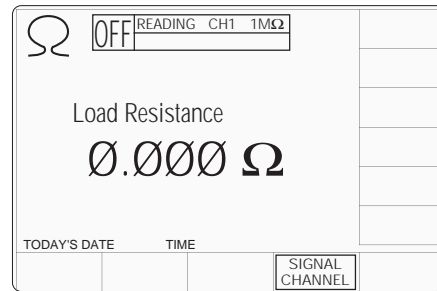 Ω OFF READING CH1 1MΩ
Load Resistance
Ø.ØØØ Ω
TODAY'S DATE TIME
SIGNAL
CHANNEL